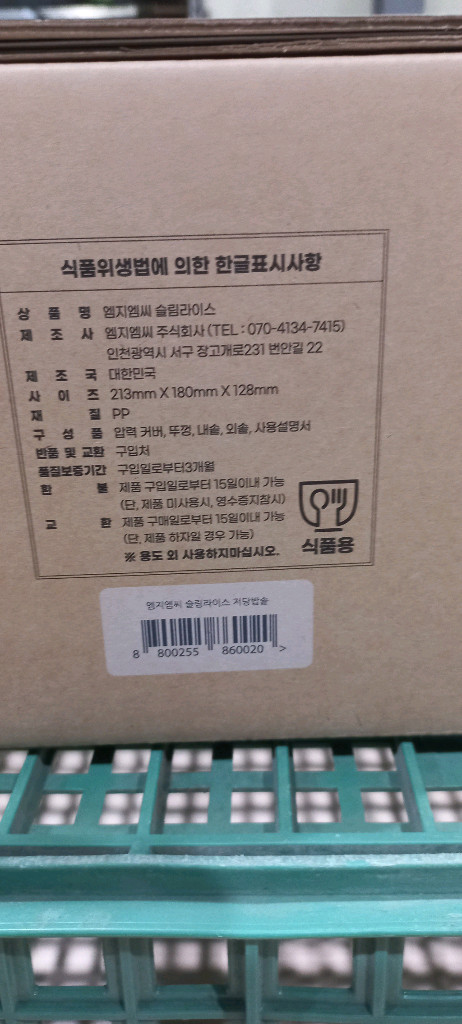 식품위생법에 의한 한글표시사항
상 품 명 엠지엠씨 슬림라이스
제 조 사 엠지엠씨 주식회사 (TEL : 070-4134-7415)
인천광역시 서구 장고개로231 번안길 22
제 조 국 대한민국
사 이 즈 213mm X 180mm X 128mm
재 질 PP
구 성 품 압력 커버, 뚜껑, 내솥, 외솥, 사용설명서
반품 및 교환 구입처
품질보증기간 구입일로부터3개월
환 불 제품 구입일로부터 15일이내 가능
(단, 제품 미사용시, 영수증지참시)
교 환 제품 구매일로부터 15일이내 가능
(단, 제품 하자일 경우 가능)
※ 용도 외 사용하지마십시오.
식품용
엠지엠씨 슬림라이스 저당밥솥
8 800255 860020 >